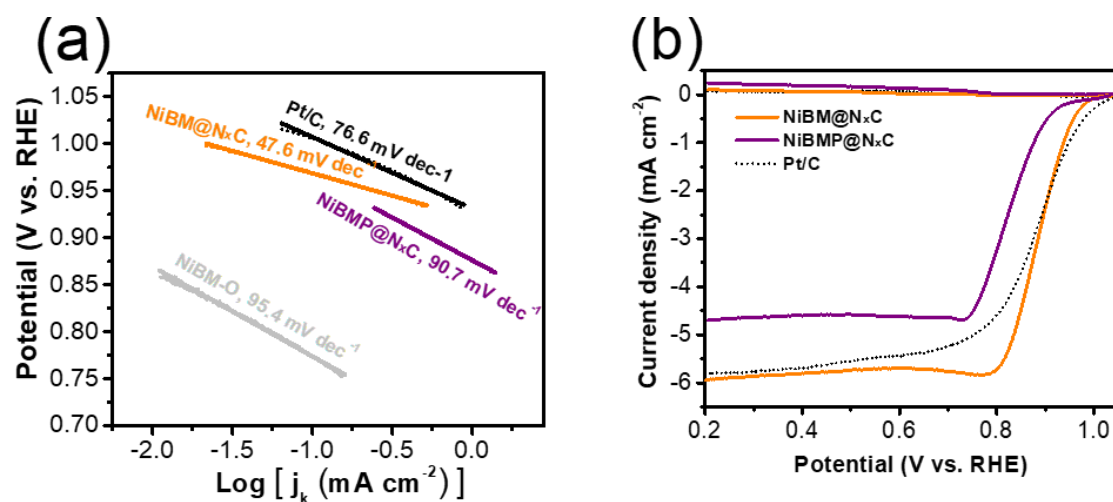 (a)
Potential (V vs. RHE)
1.05
1.00
0.95
0.90
0.85
0.80
0.75
0.70
Pt/C, 76.6 mV dec-1
NiBM@NₓC, 47.6 mV dec⁻¹
NiBMP@NₓC, 90.7 mV dec⁻¹
NiBM-O, 95.4 mV dec⁻¹
-2.0 -1.5 -1.0 -0.5 0.0
Log [ jₖ (mA cm⁻²) ]
(b)
Current density (mA cm⁻²)
0
-1
-2
-3
-4
-5
-6
NiBM@NₓC
NiBMP@NₓC
Pt/C
0.2 0.4 0.6 0.8 1.0
Potential (V vs. RHE)